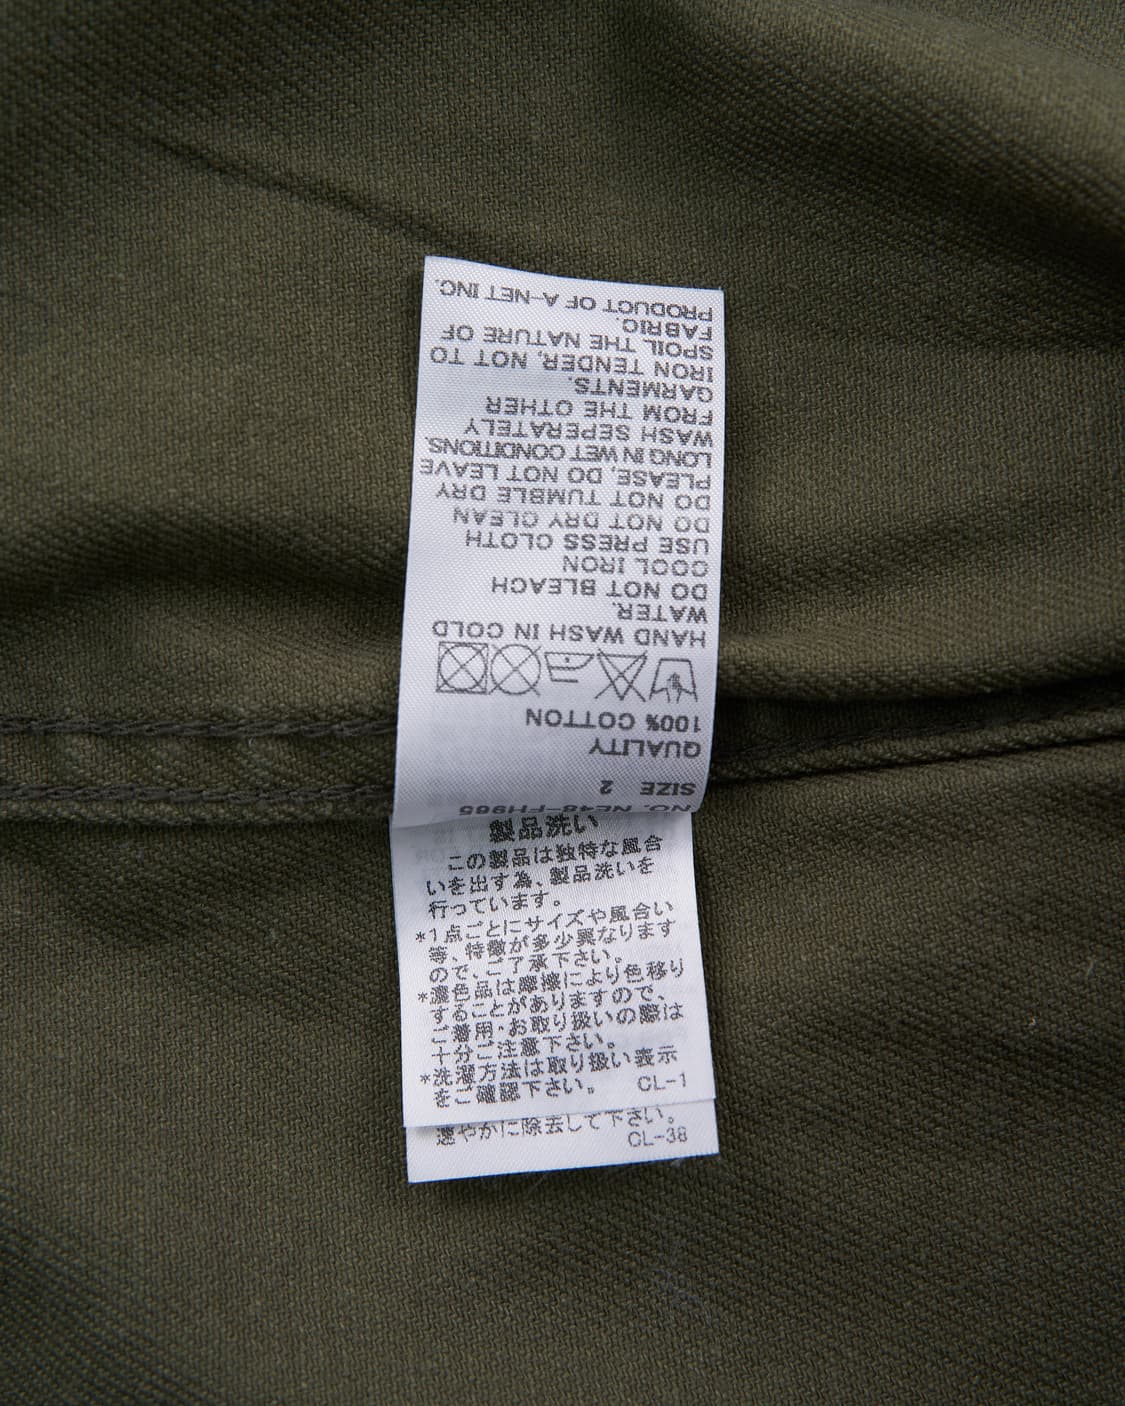 NO. NE48-FH965
SIZE 2
QUALITY
100% COTTON
HAND WASH IN COLD
WATER.
DO NOT BLEACH
COOL IRON
USE PRESS CLOTH
DO NOT DRY CLEAN
DO NOT TUMBLE DRY
PLEASE, DO NOT LEAVE
LONG IN WET CONDITIONS.
WASH SEPERATELY
FROM THE OTHER
GARMENTS.
IRON TENDER, NOT TO
SPOIL THE NATURE OF
FABRIC.
PRODUCT OF A-NET INC.
製品洗い
この製品は独特な風合
いを出す為、製品洗いを
行っています。
*1点ごとにサイズや風合い
等、特徴が多少異なります
ので、ご了承下さい。
*濃色品は摩擦により色移り
することがありますので、
ご着用・お取り扱いの際は
十分ご注意下さい。
*洗濯方法は取り扱い表示
をご確認下さい。 CL-1
速やかに除去して下さい。
CL-38